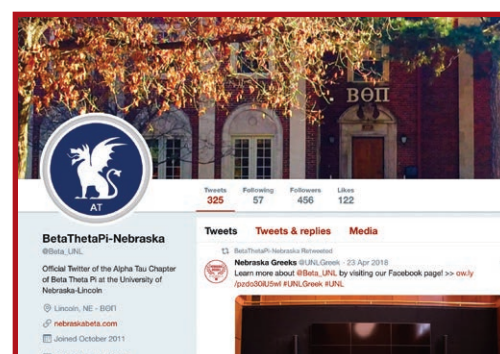 ΒΘΠ
AT
Tweets Following Followers Likes
325 57 456 122
BetaThetaPi-Nebraska
@Beta_UNL
Official Twitter of the Alpha Tau Chapter
of Beta Theta Pi at the University of
Nebraska-Lincoln
Lincoln, NE - ΒΘΠ
nebraskabeta.com
Joined October 2011
Tweets Tweets & replies Media
BetaThetaPi-Nebraska Retweeted
Nebraska Greeks @UNLGreek · 23 Apr 2018
Learn more about @Beta_UNL by visiting our Facebook page! >> ow.ly
#UNLGreek #UNL